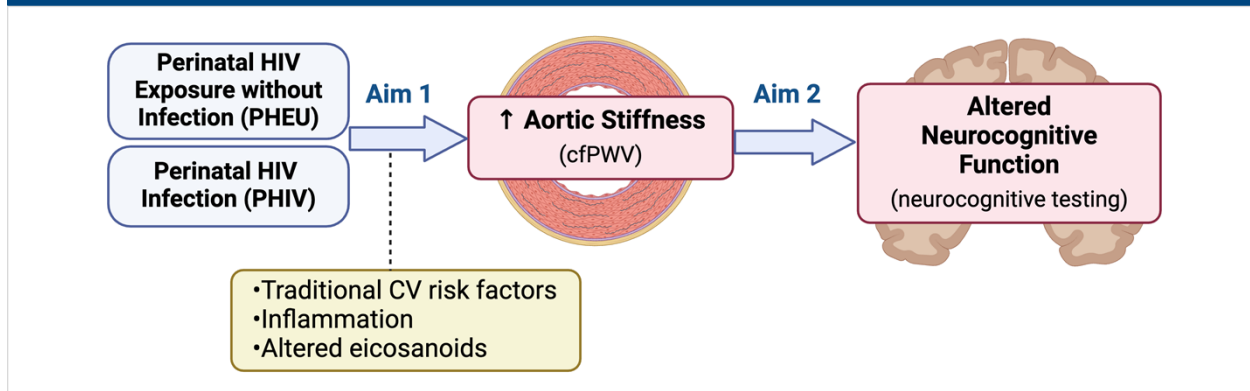 Perinatal HIV
Exposure without
Infection (PHEU)
Perinatal HIV
Infection (PHIV)
Aim 1
↑ Aortic Stiffness
(cfPWV)
Aim 2
Altered
Neurocognitive
Function
(neurocognitive testing)
•Traditional CV risk factors
•Inflammation
•Altered eicosanoids